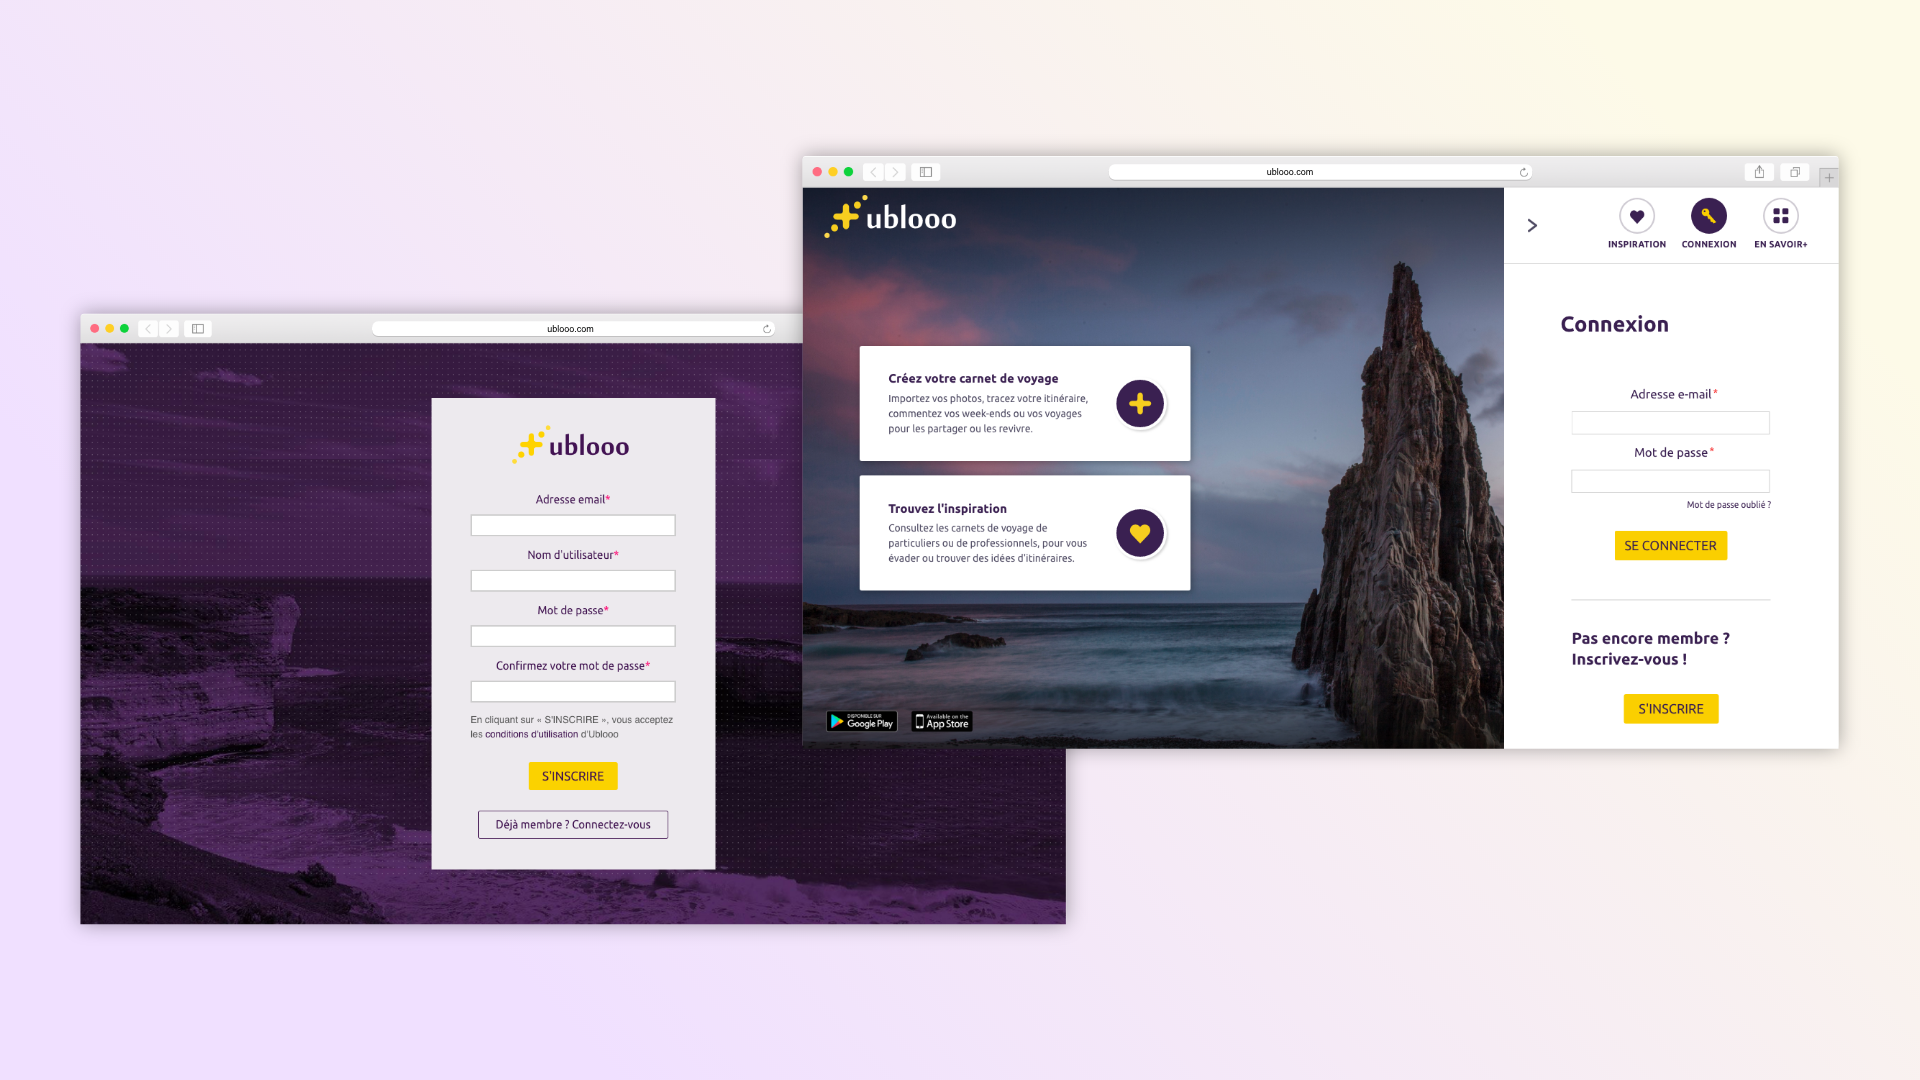 ublooo.com
ublooo
Adresse email*
Nom d'utilisateur*
Mot de passe*
Confirmez votre mot de passe*
En cliquant sur « S'INSCRIRE », vous acceptez
les conditions d'utilisation d'Ublooo
S'INSCRIRE
Déjà membre ? Connectez-vous
ublooo.com
ublooo
Créez votre carnet de voyage
Importez vos photos, tracez votre itinéraire,
commentez vos week-ends ou vos voyages
pour les partager ou les revivre.
Trouvez l'inspiration
Consultez les carnets de voyage de
particuliers ou de professionnels, pour vous
évader ou trouver des idées d'itinéraires.
DISPONIBLE SUR
Google Play
Available on the
App Store
INSPIRATION
CONNEXION
EN SAVOIR+
Connexion
Adresse e-mail*
Mot de passe*
Mot de passe oublié ?
SE CONNECTER
Pas encore membre ?
Inscrivez-vous !
S'INSCRIRE